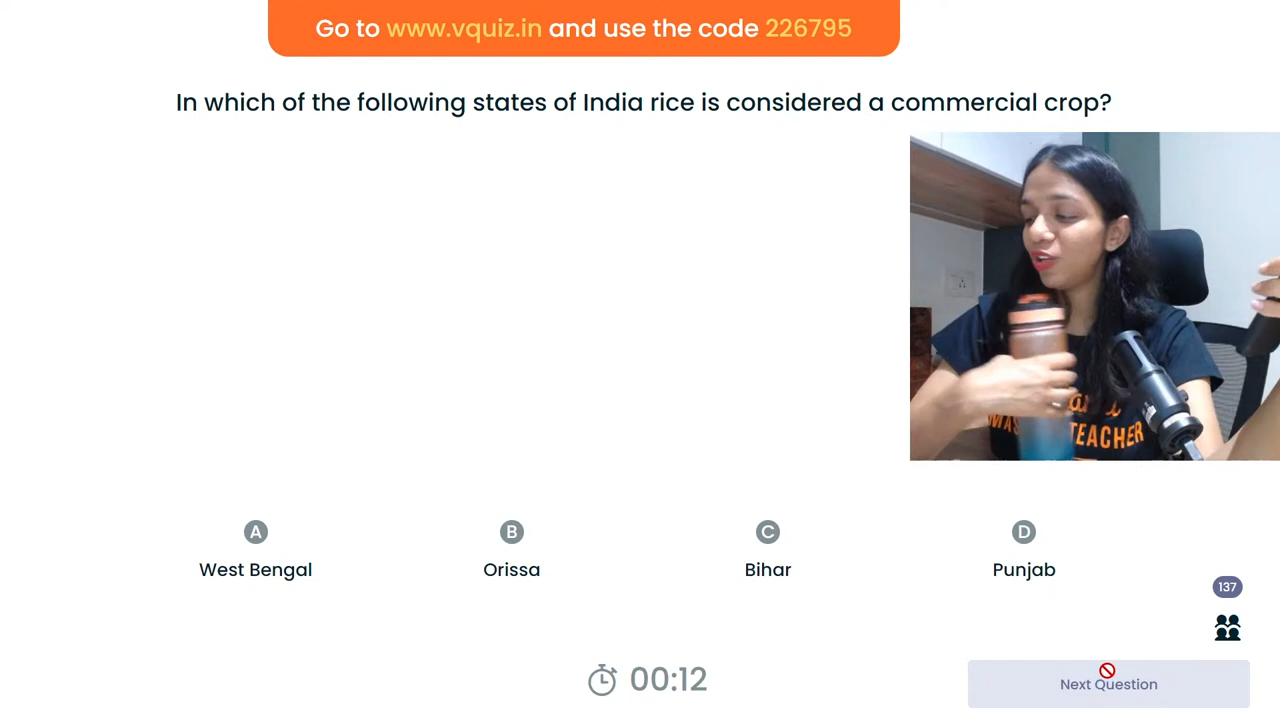 Go to www.vquiz.in and use the code 226795
In which of the following states of India rice is considered a commercial crop?
TEACHER
A
B
C
D
West Bengal
Orissa
Bihar
Punjab
137
00:12
Next Question